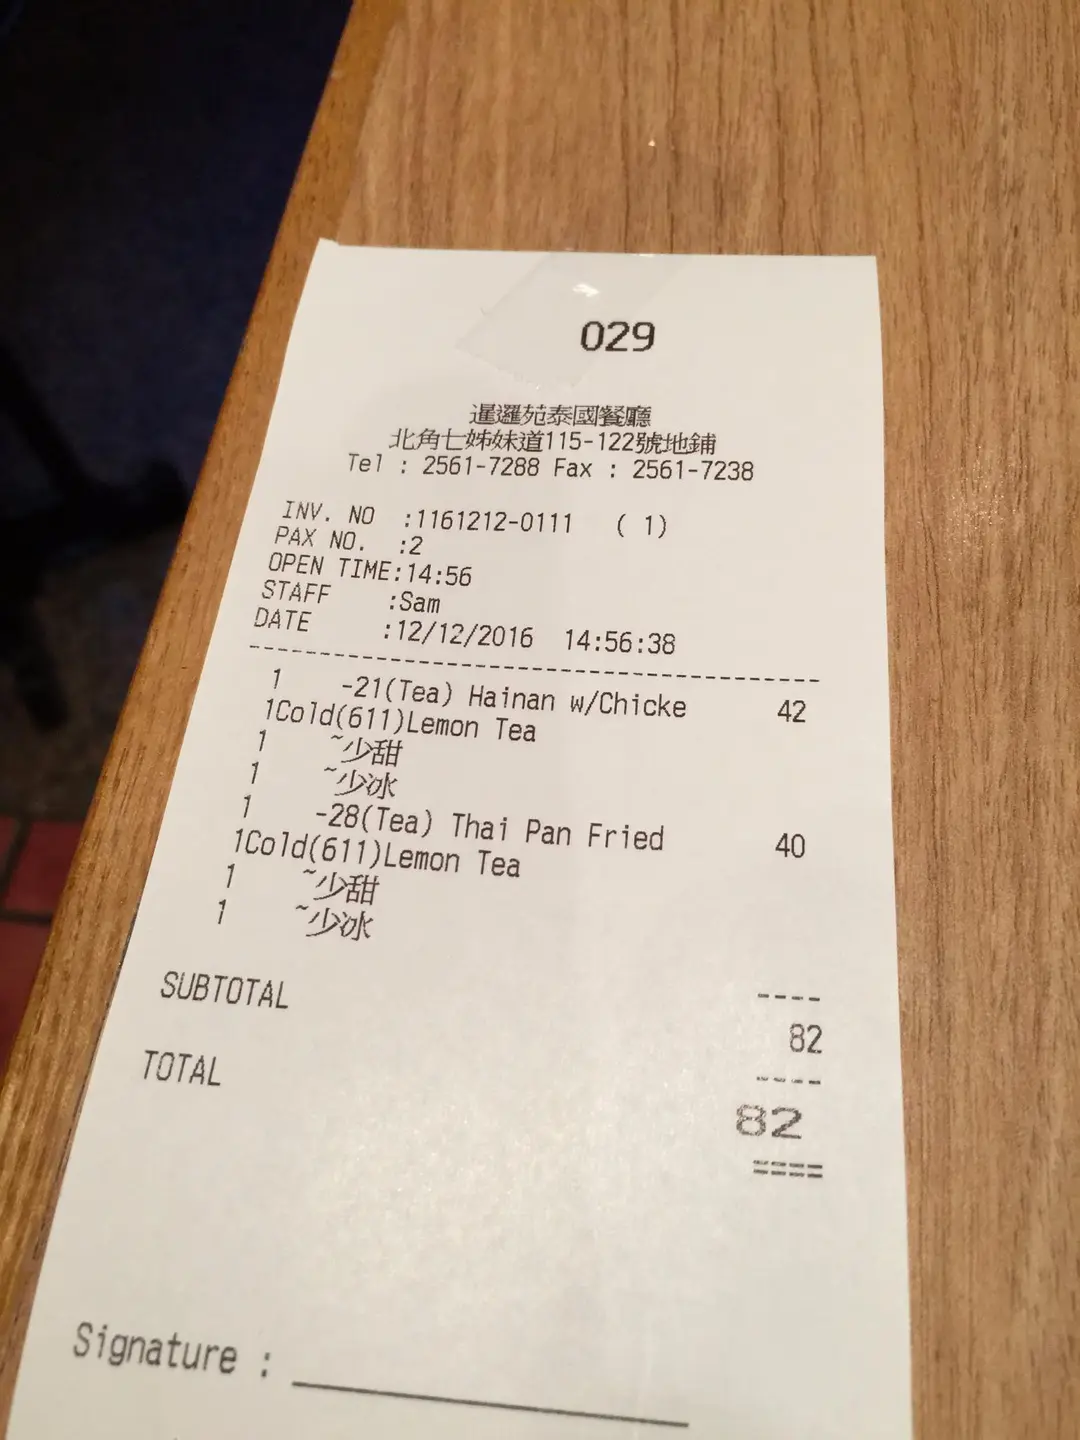 029
暹邏苑泰國餐廳
北角七姊妹道115-122號地鋪
Tel : 2561-7288 Fax : 2561-7238
INV. NO :1161212-0111 ( 1)
PAX NO. :2
OPEN TIME:14:56
STAFF :Sam
DATE :12/12/2016 14:56:38
1 -21(Tea) Hainan w/Chicke 42
1Cold(611)Lemon Tea
1 ~少甜
1 ~少冰
1 -28(Tea) Thai Pan Fried 40
1Cold(611)Lemon Tea
1 ~少甜
1 ~少冰
SUBTOTAL
82
TOTAL
82
Signature :